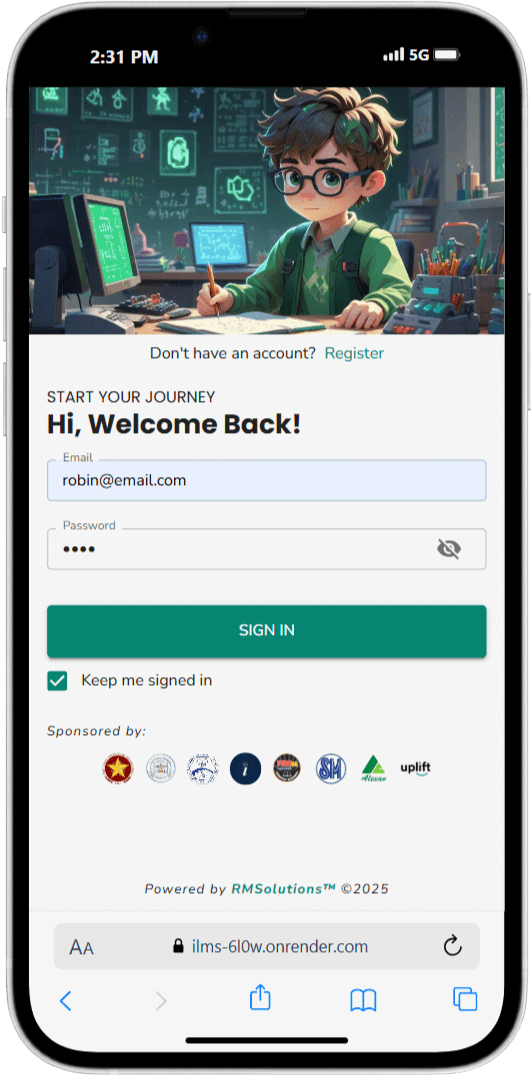 2:31 PM
5G
Don't have an account? Register
START YOUR JOURNEY
Hi, Welcome Back!
Email
robin@email.com
Password
••••
SIGN IN
Keep me signed in
Sponsored by:
i
SM
Alovar
uplift
Powered by RMSolutions™ ©2025
AA
ilms-6l0w.onrender.com